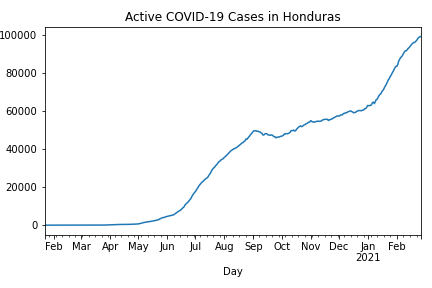 Active COVID-19 Cases in Honduras
100000
80000
60000
40000
20000
0
Feb Mar Apr May Jun Jul Aug Sep Oct Nov Dec Jan Feb
2021
Day